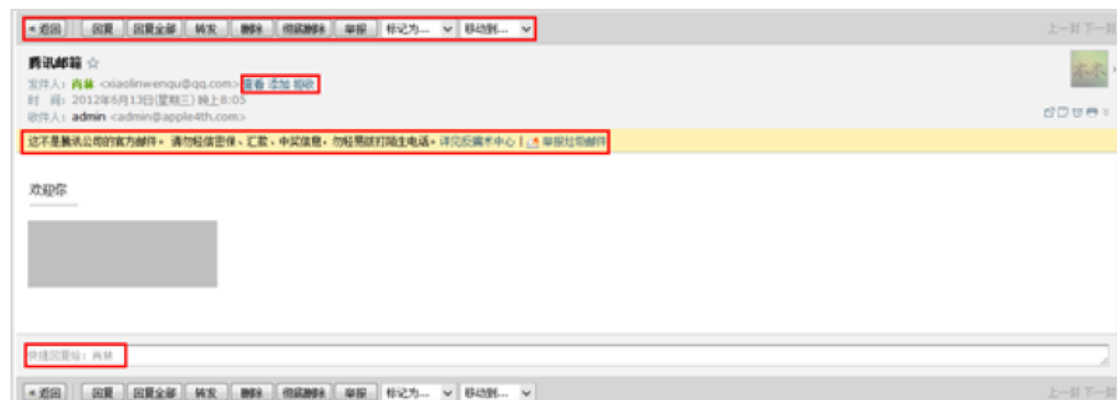 «返回 回复 回复全部 转发 删除 彻底删除 举报 标记为... 移动到... 上一封 下一封
腾讯邮箱 ☆
发件人：肖林 <xiaolinwenqu@qq.com> 查看 添加 拒收
时 间：2012年6月13日(星期三) 晚上8:05
收件人：admin <admin@apple4th.com>
这不是腾讯公司的官方邮件。 请勿轻信密保、汇款、中奖信息，勿轻易拨打陌生电话。详见反骗术中心 | 举报垃圾邮件
欢迎你
快捷回复给：肖林
«返回 回复 回复全部 转发 删除 彻底删除 举报 标记为... 移动到... 上一封 下一封